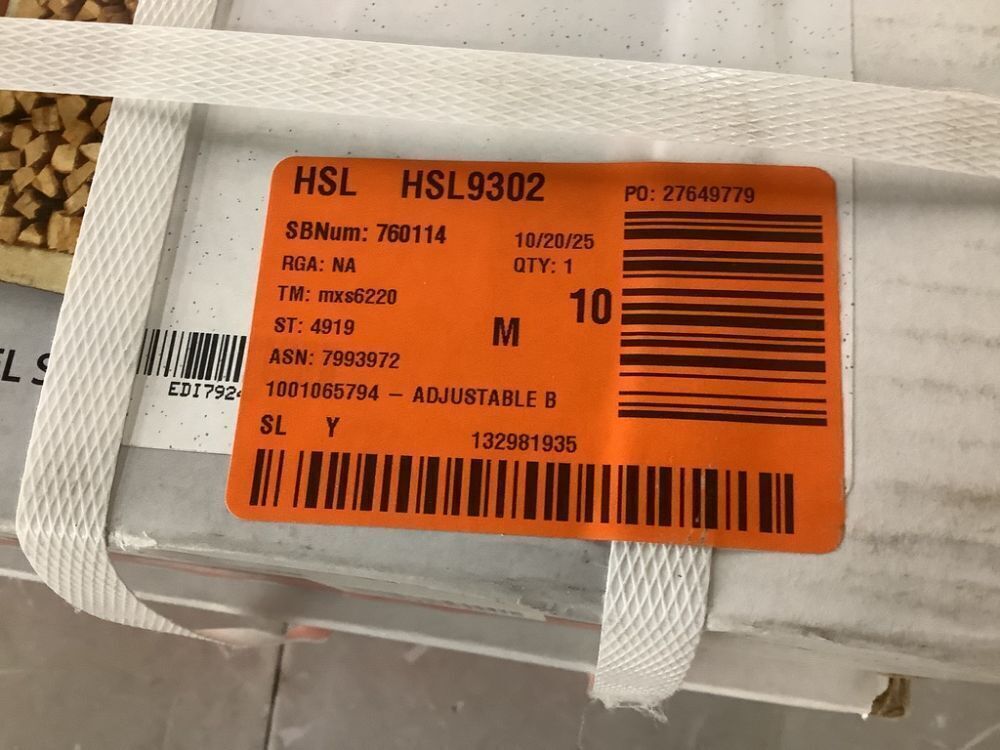 HSL HSL9302
PO: 27649779
SBNum: 760114
10/20/25
RGA: NA
QTY: 1
TM: mxs6220
10
ST: 4919
M
ASN: 7993972
1001065794 – ADJUSTABLE B
SL Y
132981935